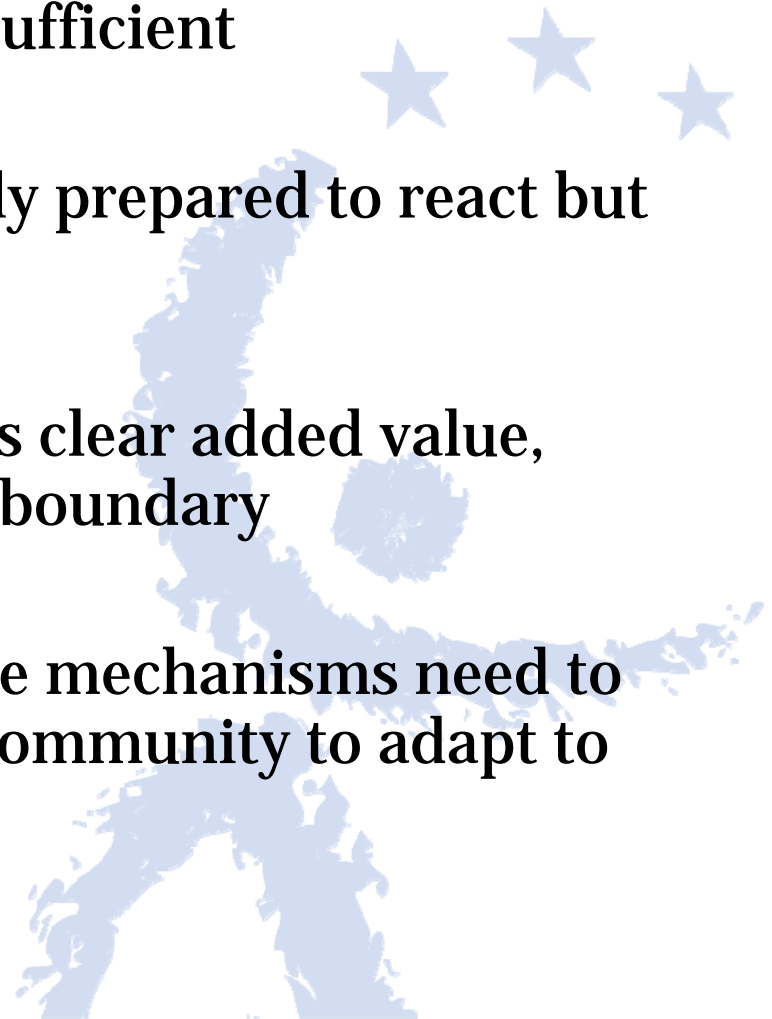 ufficient
ly prepared to react but
s clear added value,
boundary
e mechanisms need to
ommunity to adapt to